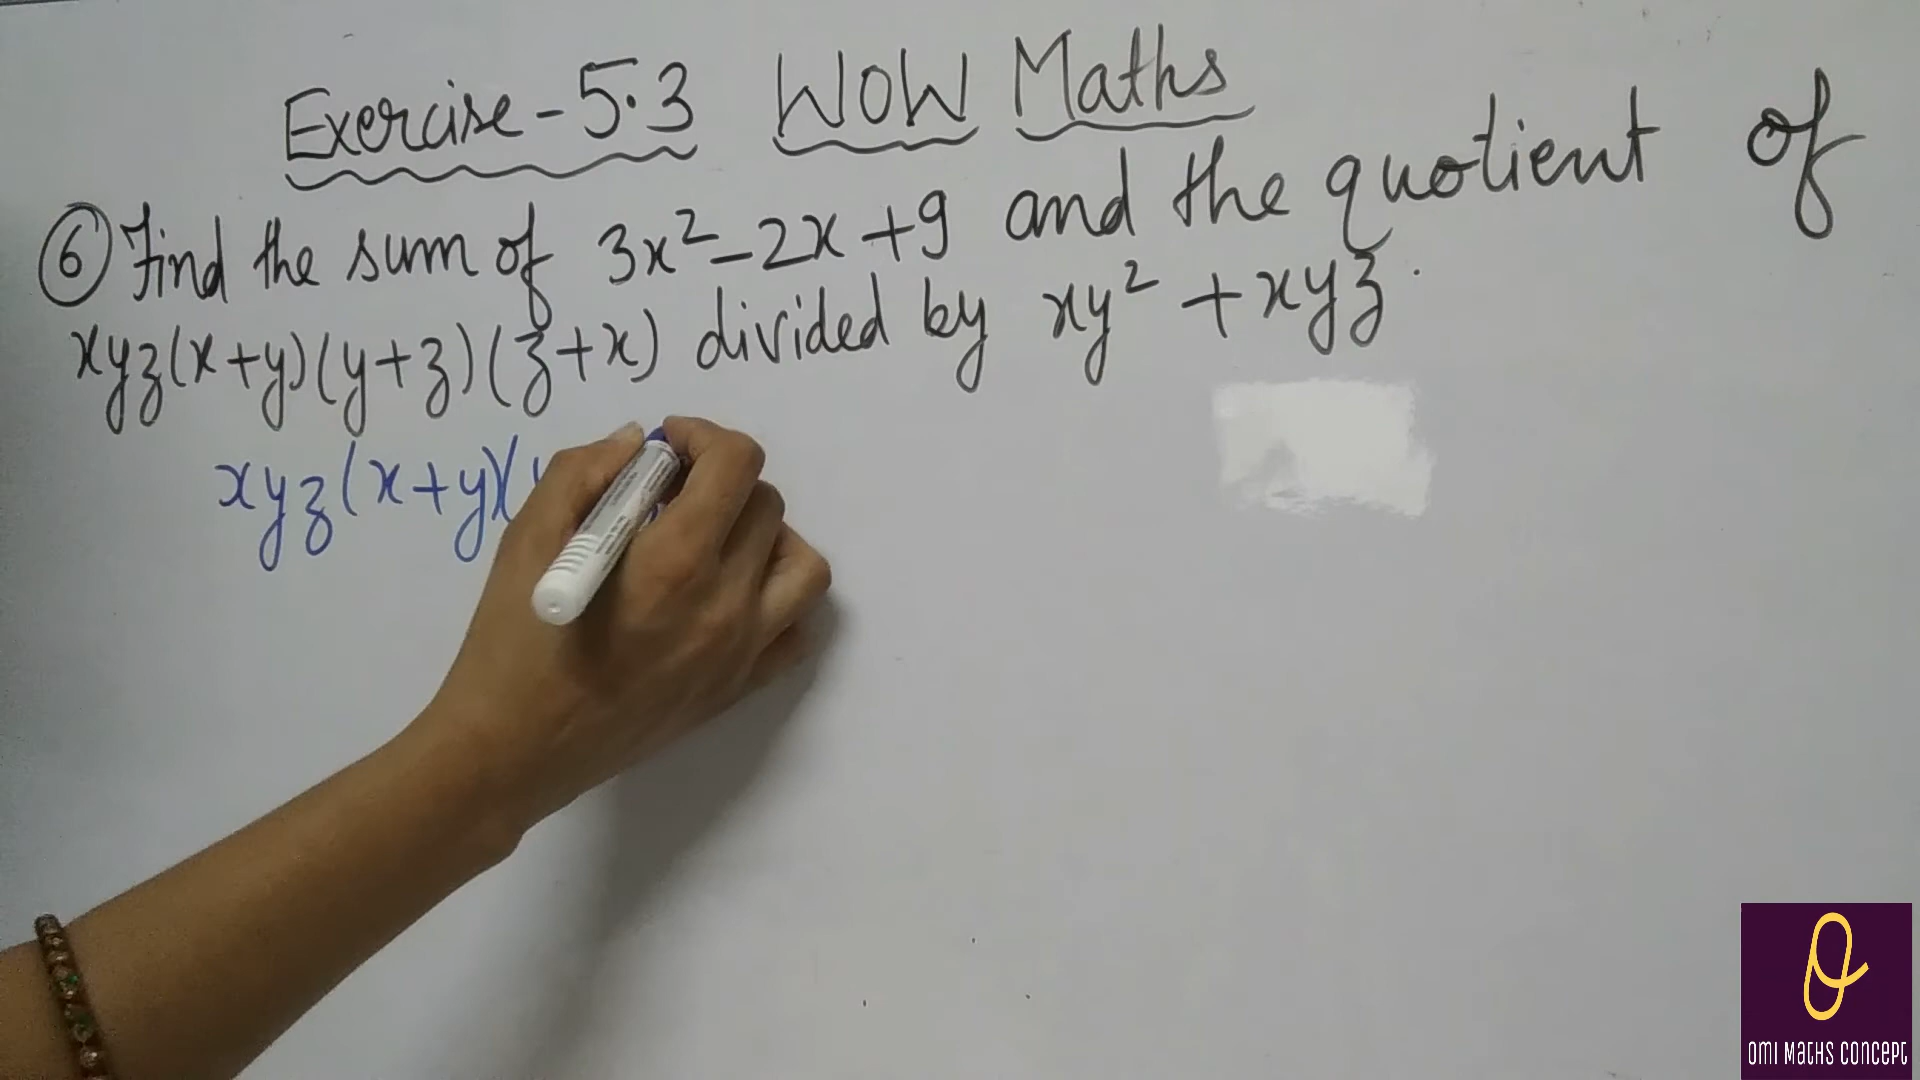 Exercise-5.3 WOW Maths
⑥ Find the sum of 3x²-2x+9 and the quotient of
xyz(x+y)(y+z)(z+x) divided by xy²+xyz.
xyz(x+y)(y
OMI MATHS CONCEPT